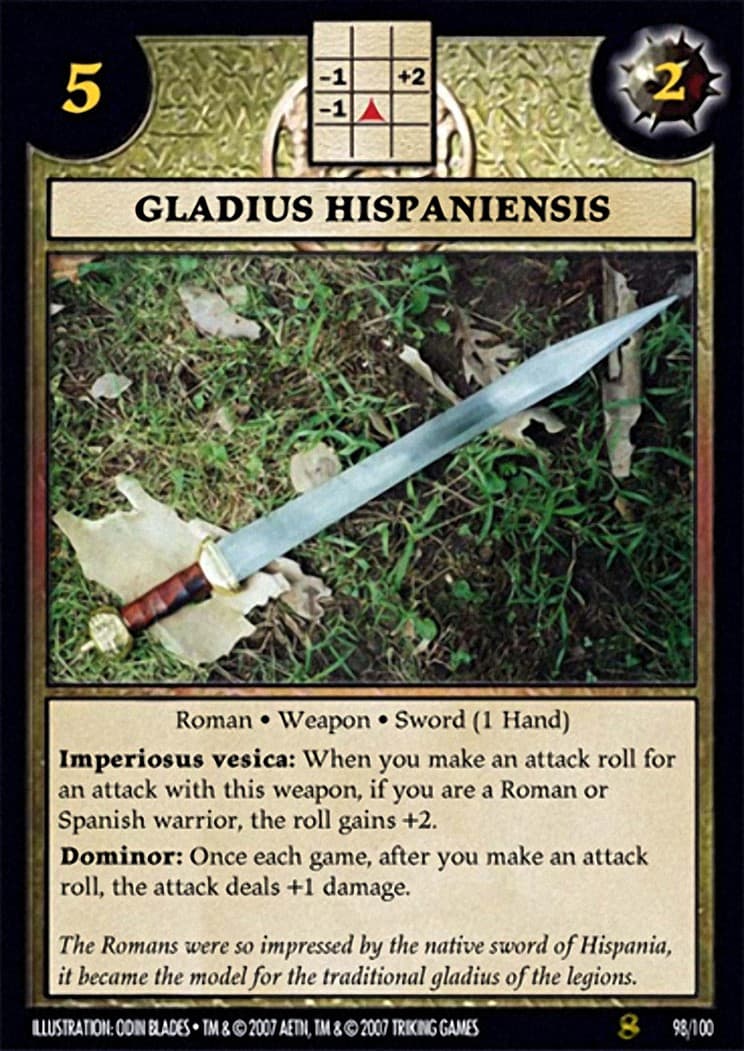 5
-1 +2
-1
2
GLADIUS HISPANIENSIS
Roman • Weapon • Sword (1 Hand)
Imperiosus vesica: When you make an attack roll for
an attack with this weapon, if you are a Roman or
Spanish warrior, the roll gains +2.
Dominor: Once each game, after you make an attack
roll, the attack deals +1 damage.
The Romans were so impressed by the native sword of Hispania,
it became the model for the traditional gladius of the legions.
ILLUSTRATION: ODIN BLADES • TM & © 2007 AETN, TM & © 2007 TRIKING GAMES
8 98/100